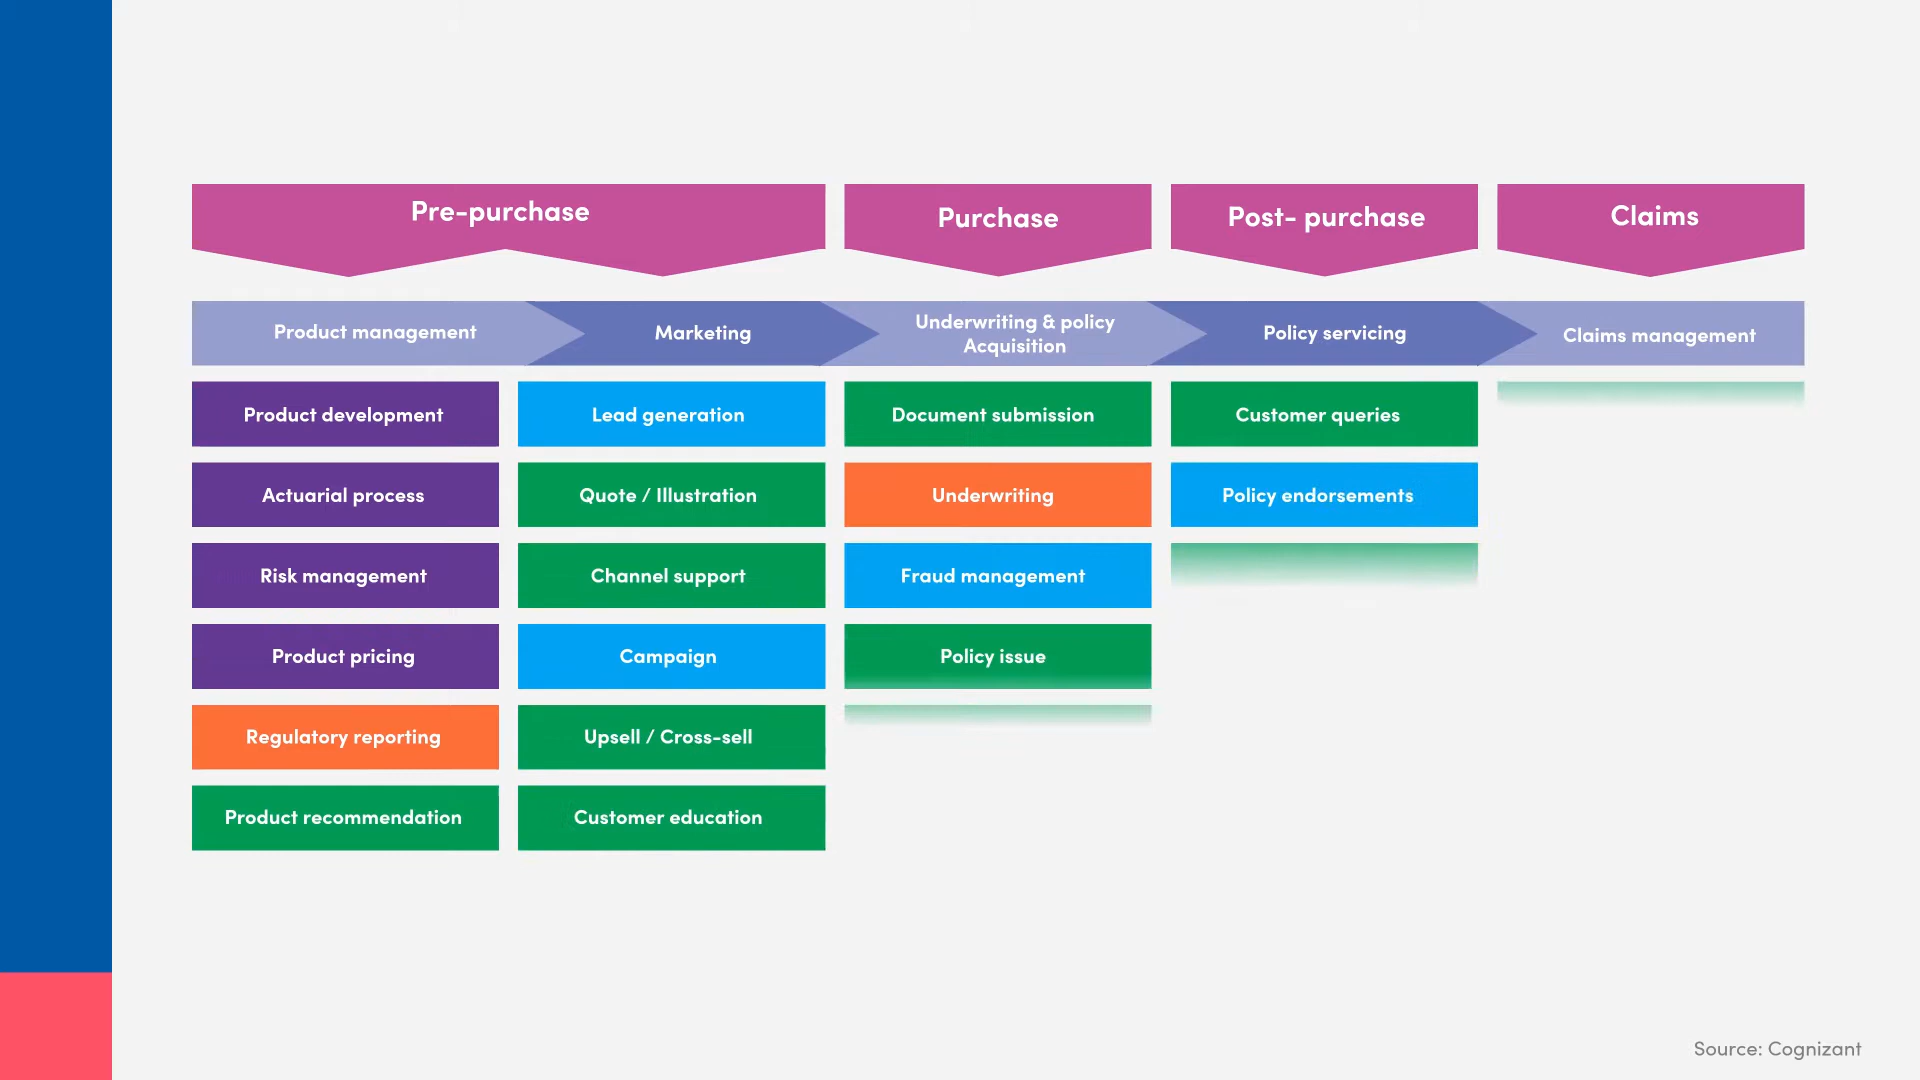 Pre-purchase
Purchase
Post- purchase
Claims
Product management
Marketing
Underwriting & policy
Acquisition
Policy servicing
Claims management
Product development
Lead generation
Document submission
Customer queries
Actuarial process
Quote / Illustration
Underwriting
Policy endorsements
Risk management
Channel support
Fraud management
Product pricing
Campaign
Policy issue
Regulatory reporting
Upsell / Cross-sell
Product recommendation
Customer education
Source: Cognizant